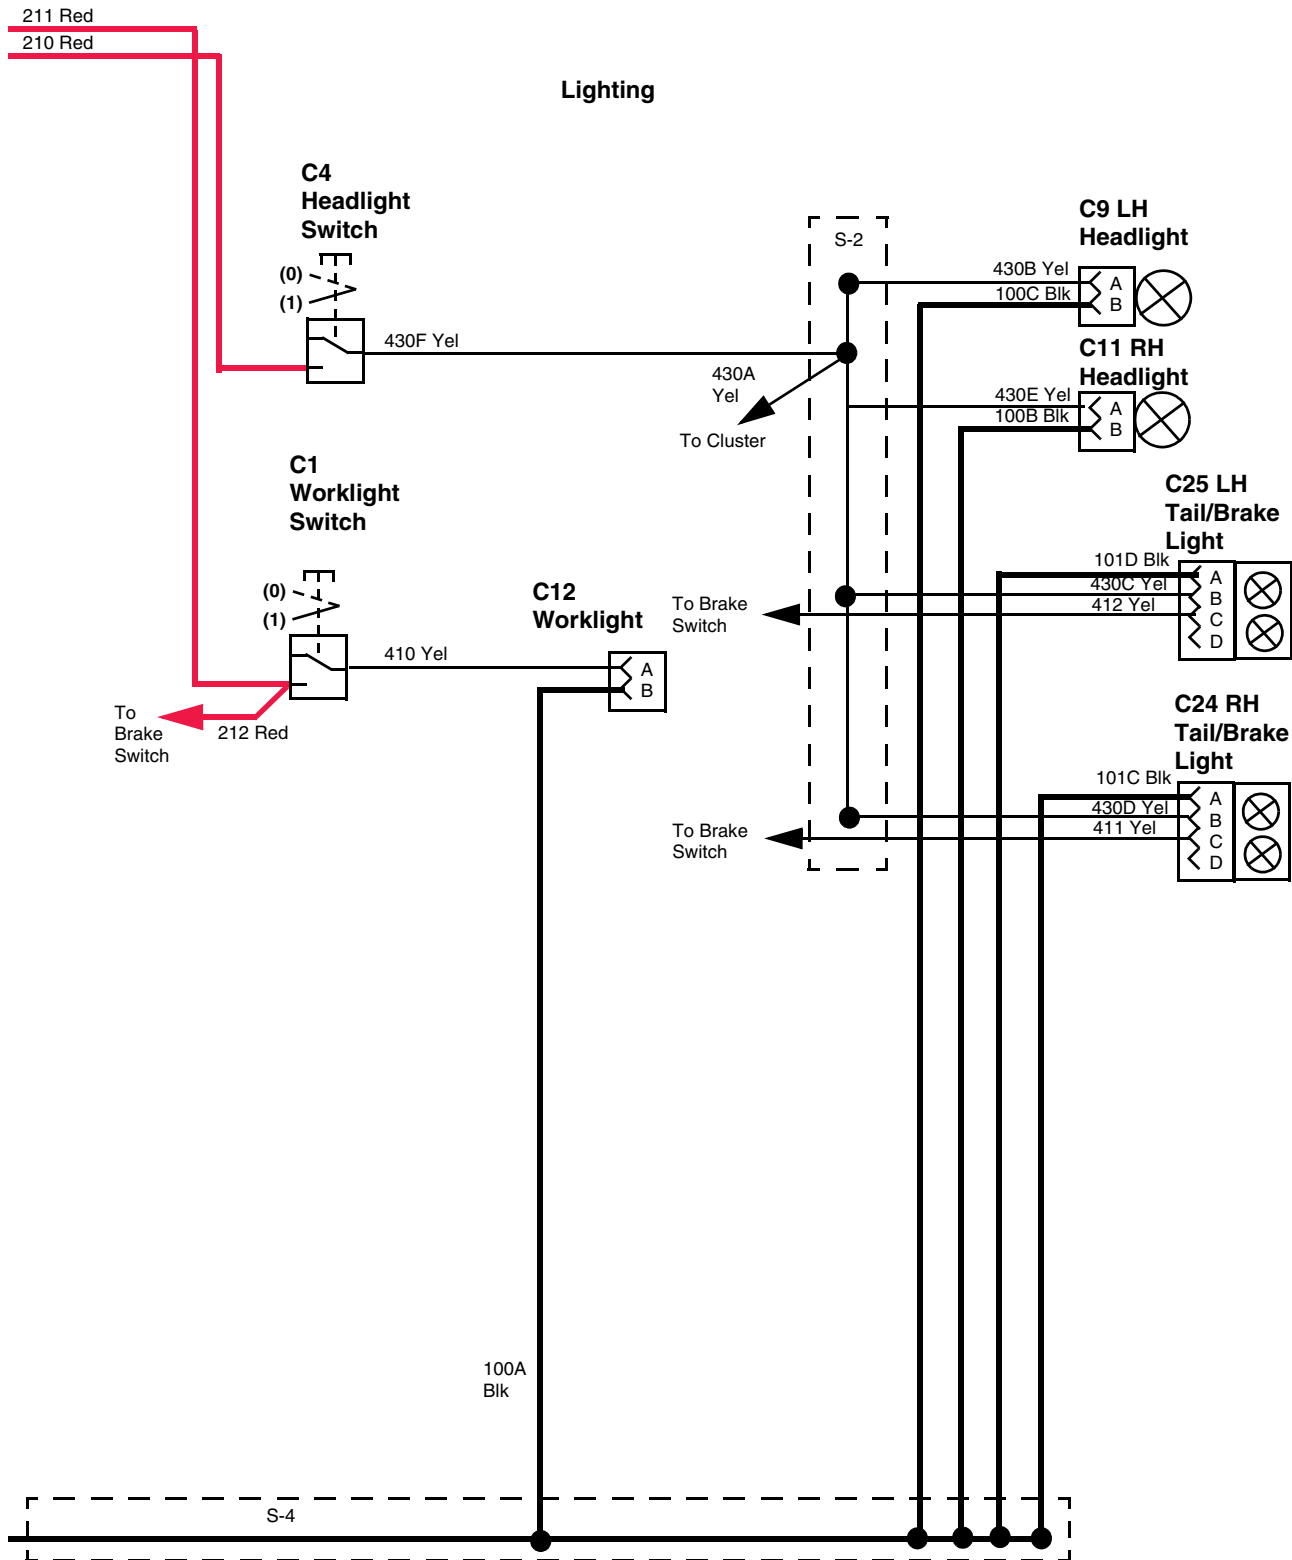 211 Red
210 Red
Lighting
C4
Headlight
Switch
(0)
(1)
430F Yel
S-2
430A
Yel
To Cluster
C9 LH
Headlight
430B Yel
100C Blk
A
B
C11 RH
Headlight
430E Yel
100B Blk
A
B
C1
Worklight
Switch
(0)
(1)
410 Yel
To
Brake
Switch
212 Red
C12
Worklight
A
B
C25 LH
Tail/Brake
Light
101D Blk
430C Yel
412 Yel
A
B
C
D
To Brake
Switch
C24 RH
Tail/Brake
Light
101C Blk
430D Yel
411 Yel
A
B
C
D
To Brake
Switch
100A
Blk
S-4